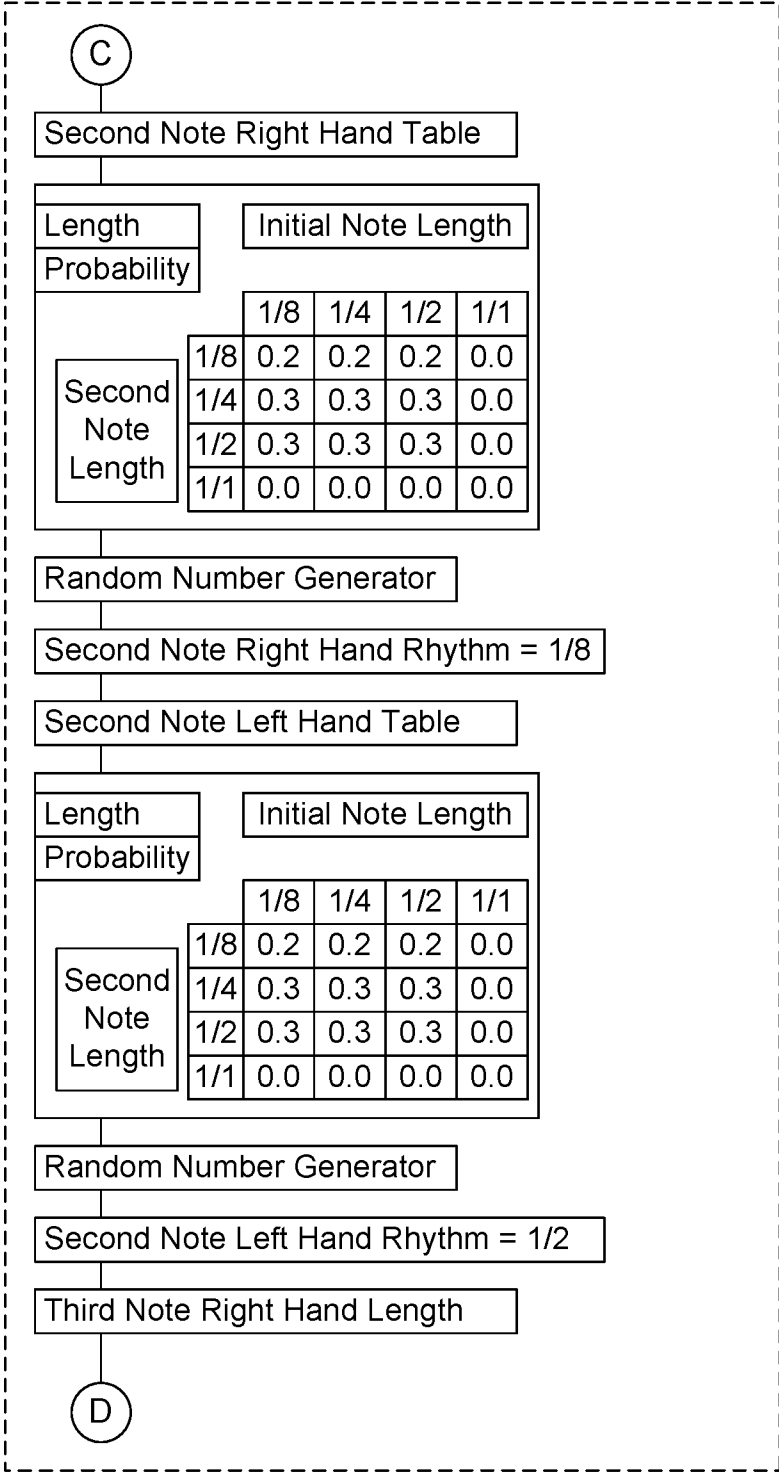 C
Second Note Right Hand Table
Length
Initial Note Length
Probability
1/8 1/4 1/2 1/1
Second
Note
Length
1/8 0.2 0.2 0.2 0.0
1/4 0.3 0.3 0.3 0.0
1/2 0.3 0.3 0.3 0.0
1/1 0.0 0.0 0.0 0.0
Random Number Generator
Second Note Right Hand Rhythm = 1/8
Second Note Left Hand Table
Length
Initial Note Length
Probability
1/8 1/4 1/2 1/1
Second
Note
Length
1/8 0.2 0.2 0.2 0.0
1/4 0.3 0.3 0.3 0.0
1/2 0.3 0.3 0.3 0.0
1/1 0.0 0.0 0.0 0.0
Random Number Generator
Second Note Left Hand Rhythm = 1/2
Third Note Right Hand Length
D